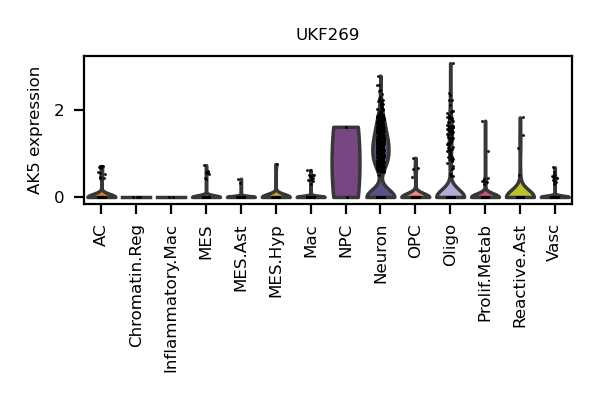 UKF269
AK5 expression
2
0
AC
Chromatin.Reg
Inflammatory.Mac
MES
MES.Ast
MES.Hyp
Mac
NPC
Neuron
OPC
Oligo
Prolif.Metab
Reactive.Ast
Vasc